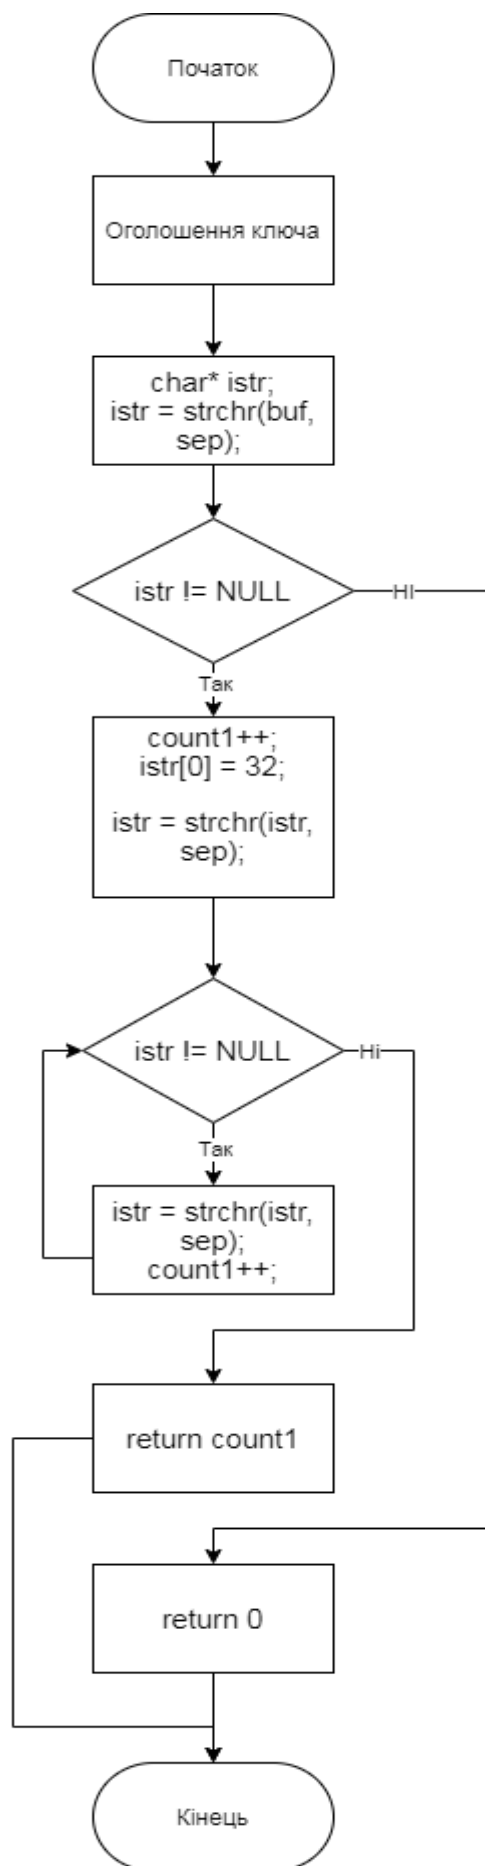 Початок
Оголошення ключа
char* istr;
istr = strchr(buf,
sep);
istr != NULL
НІ
Так
count1++;
istr[0] = 32;
istr = strchr(istr,
sep);
istr != NULL
Ні
Так
istr = strchr(istr,
sep);
count1++;
return count1
return 0
Кінець